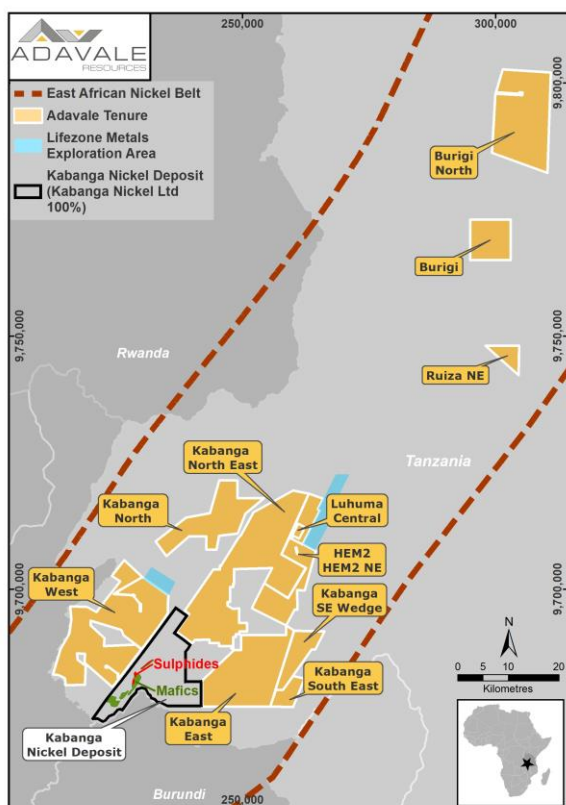 ADAVALE
RESOURCES
East African Nickel Belt
Adavale Tenure
Lifezone Metals
Exploration Area
Kabanga Nickel Deposit
(Kabanga Nickel Ltd
100%)
250,000
300,000
9,800,000
9,800,000
Burigi
North
Burigi
9,750,000
9,750,000
Rwanda
Ruiza NE
Tanzania
Kabanga
North East
Kabanga
North
Luhuma
Central
HEM2
HEM2 NE
Kabanga
West
9,700,000
9,700,000
Kabanga
SE Wedge
Sulphides
Mafics
Kabanga
South East
Kabanga
East
Kabanga
Nickel Deposit
Burundi
250,000
N
0 5 10 20
Kilometres